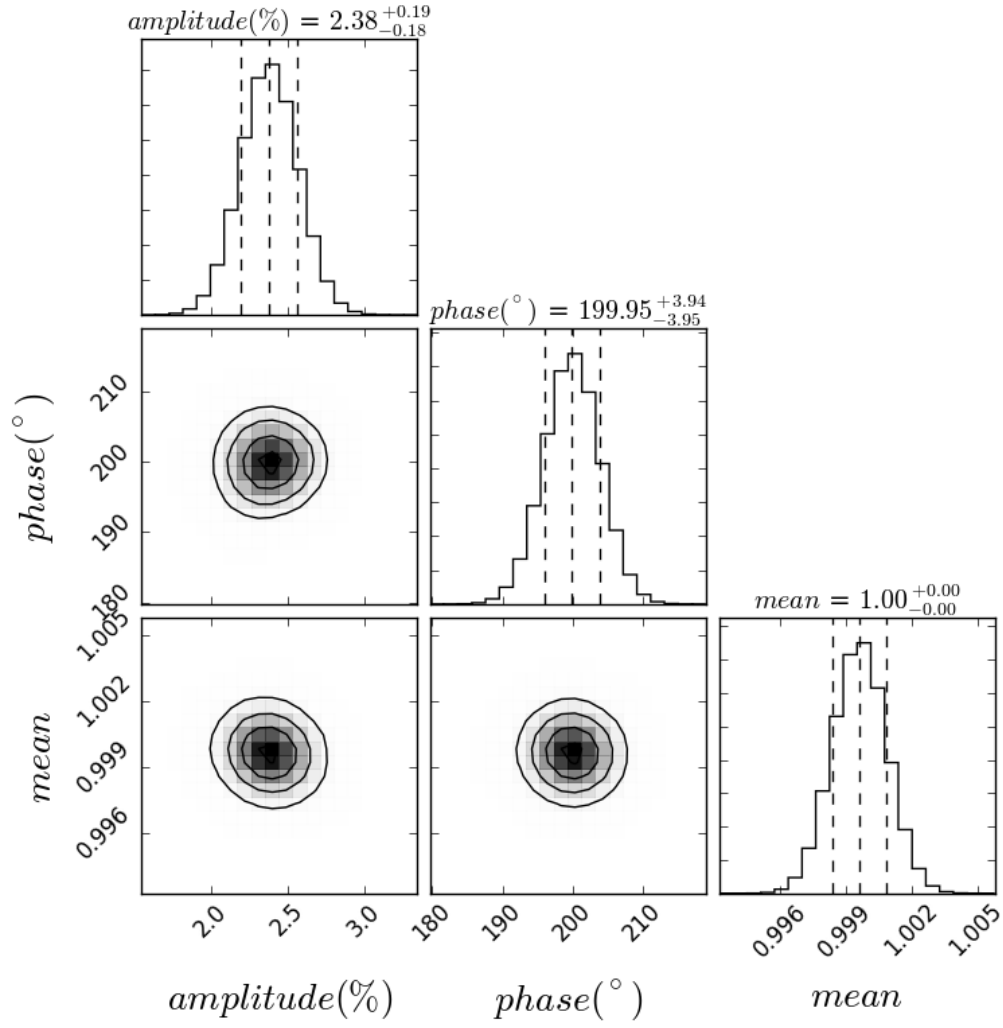 amplitude(%) = 2.38 +0.19 −0.18
phase(°) = 199.95 +3.94 −3.95
phase(°)
210
200
190
180
mean = 1.00 +0.00 −0.00
mean
1.005
1.002
0.999
0.996
2.0 2.5 3.0
180 190 200 210
0.996 0.999 1.002 1.005
amplitude(%) phase(°) mean